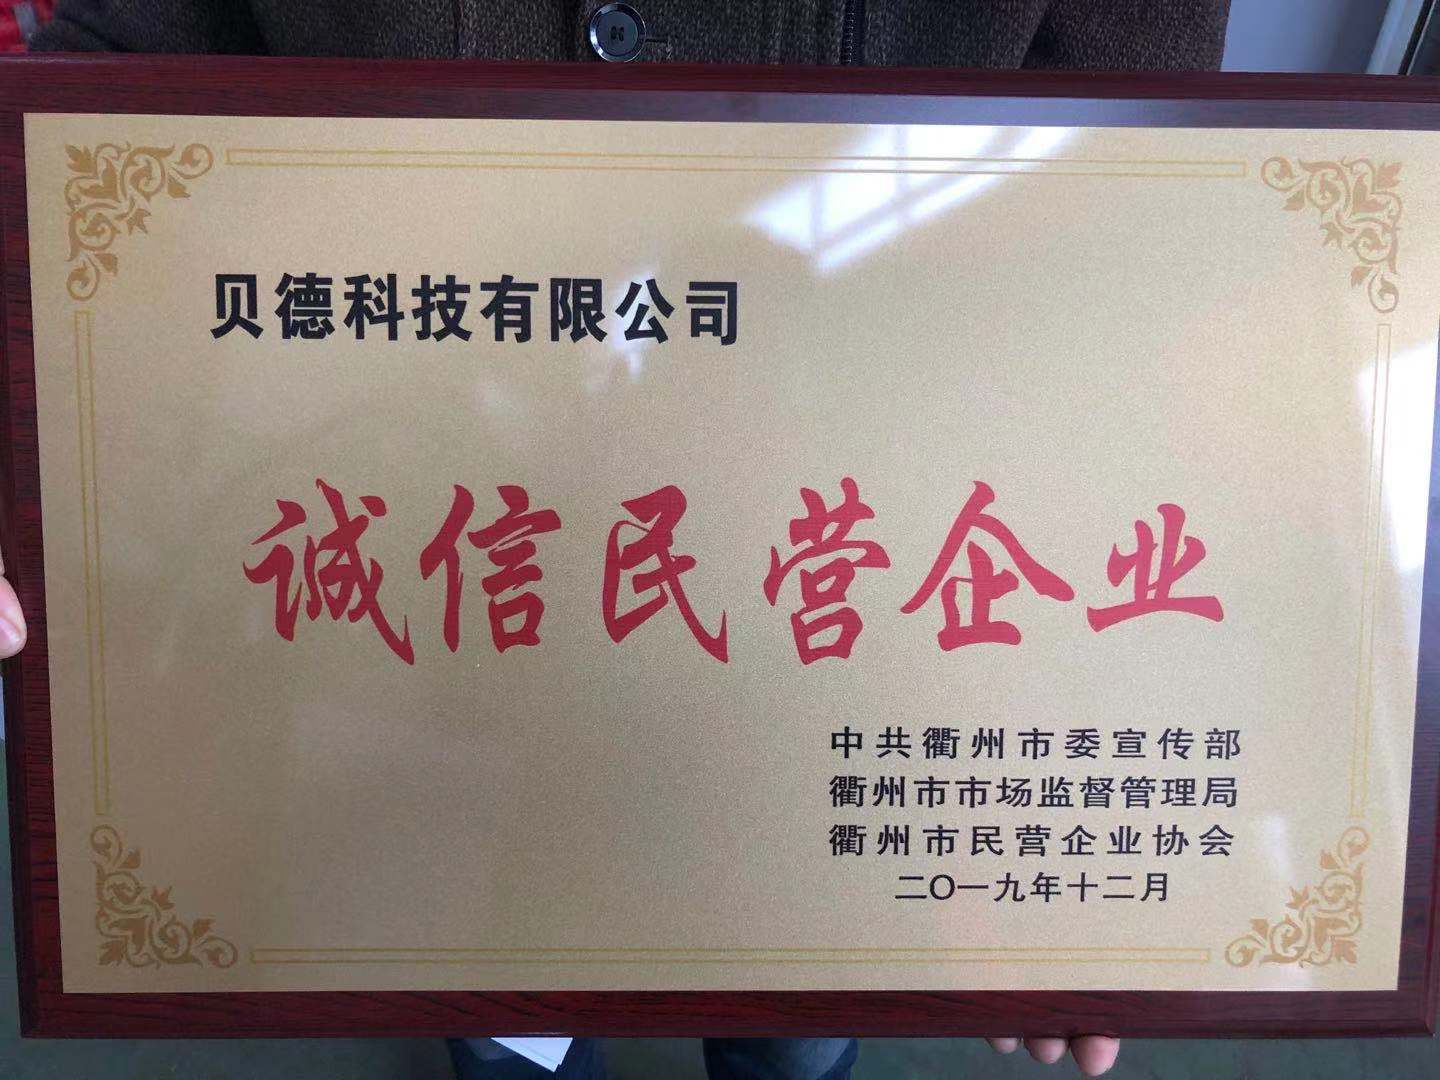 贝德科技有限公司
诚信民营企业
中共衢州市委宣传部
衢州市市场监督管理局
衢州市民营企业协会
二〇一九年十二月